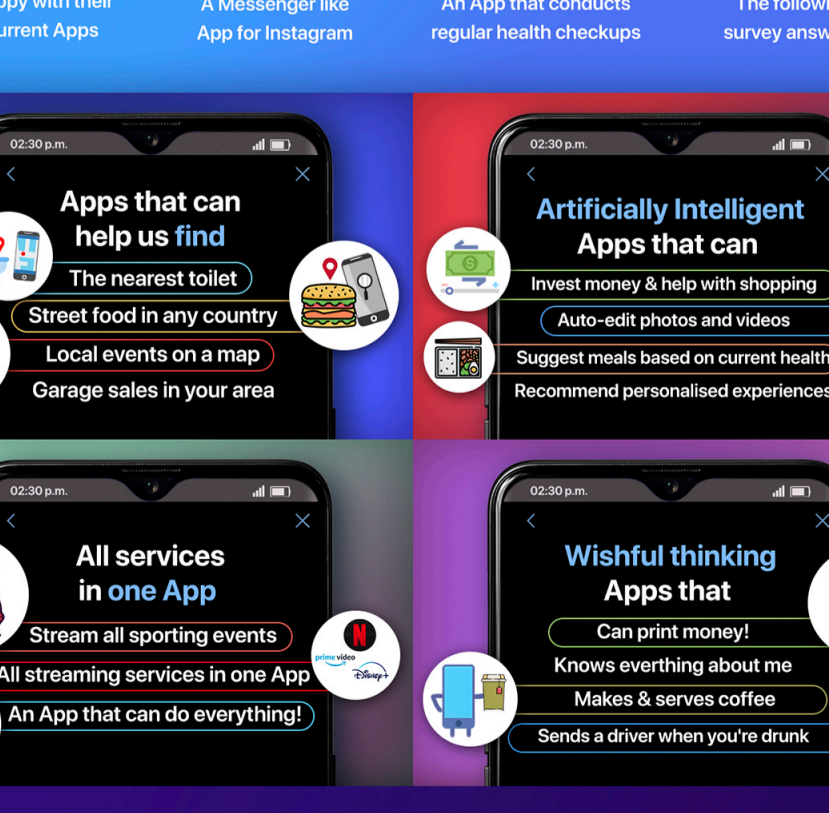 ppy with their
urrent Apps
A Messenger like
App for Instagram
An App that conducts
regular health checkups
The follow
survey answ
02:30 p.m.
Apps that can
help us find
The nearest toilet
Street food in any country
Local events on a map
Garage sales in your area
02:30 p.m.
Artificially Intelligent
Apps that can
Invest money & help with shopping
Auto-edit photos and videos
Suggest meals based on current health
Recommend personalised experiences
02:30 p.m.
All services
in one App
Stream all sporting events
All streaming services in one App
An App that can do everything!
N
prime video
Disney+
02:30 p.m.
Wishful thinking
Apps that
Can print money!
Knows everthing about me
Makes & serves coffee
Sends a driver when you're drunk